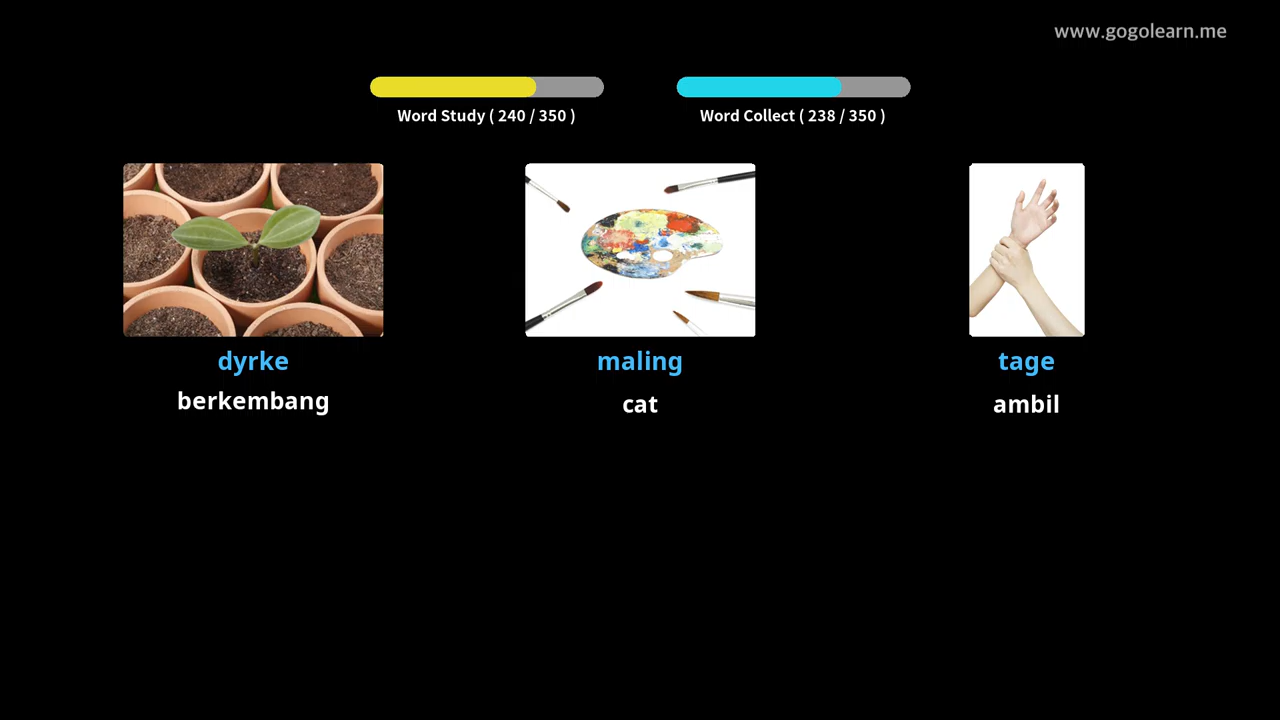 www.gogolearn.me
Word Study ( 240 / 350 )
Word Collect ( 238 / 350 )
dyrke
maling
tage
berkembang
cat
ambil